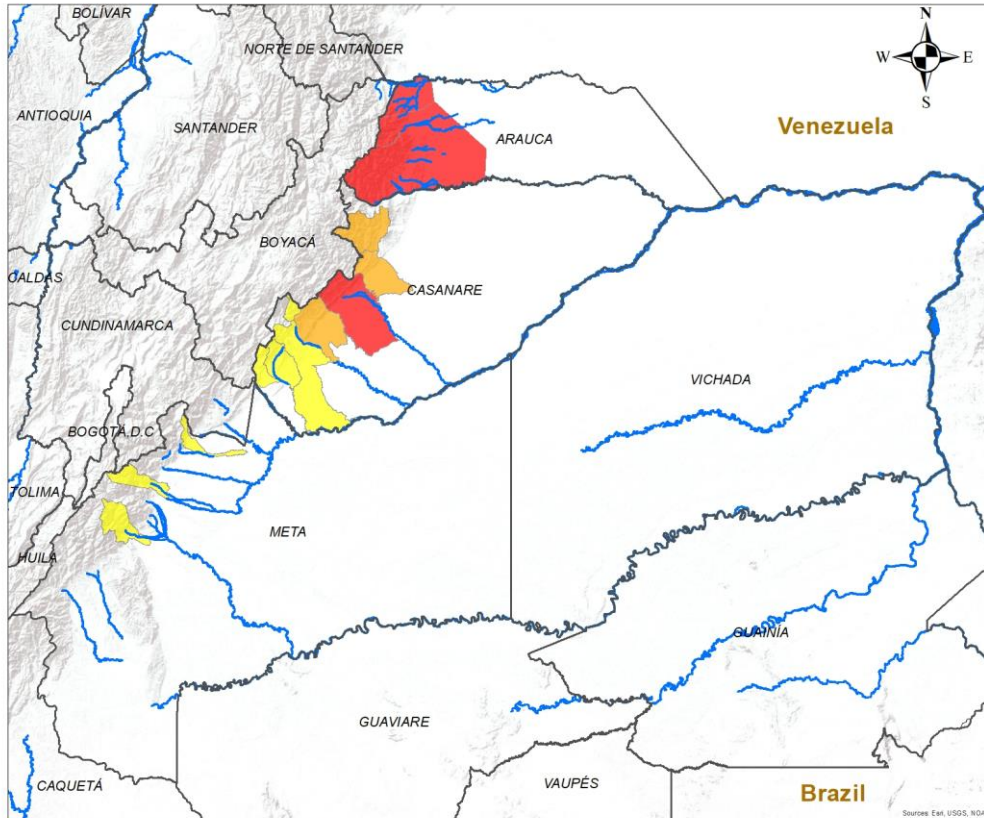 BOLÍVAR
N
NORTE DE SANTANDER
W
E
S
ANTIOQUIA
SANTANDER
ARAUCA
Venezuela
BOYACÁ
CALDAS
CASANARE
CUNDINAMARCA
VICHADA
BOGOTA,D.C
TOLIMA
META
HUILA
GUAINÍA
GUAVIARE
CAQUETÁ
VAUPÉS
Brazil
Sources: Esri, USGS, NOA